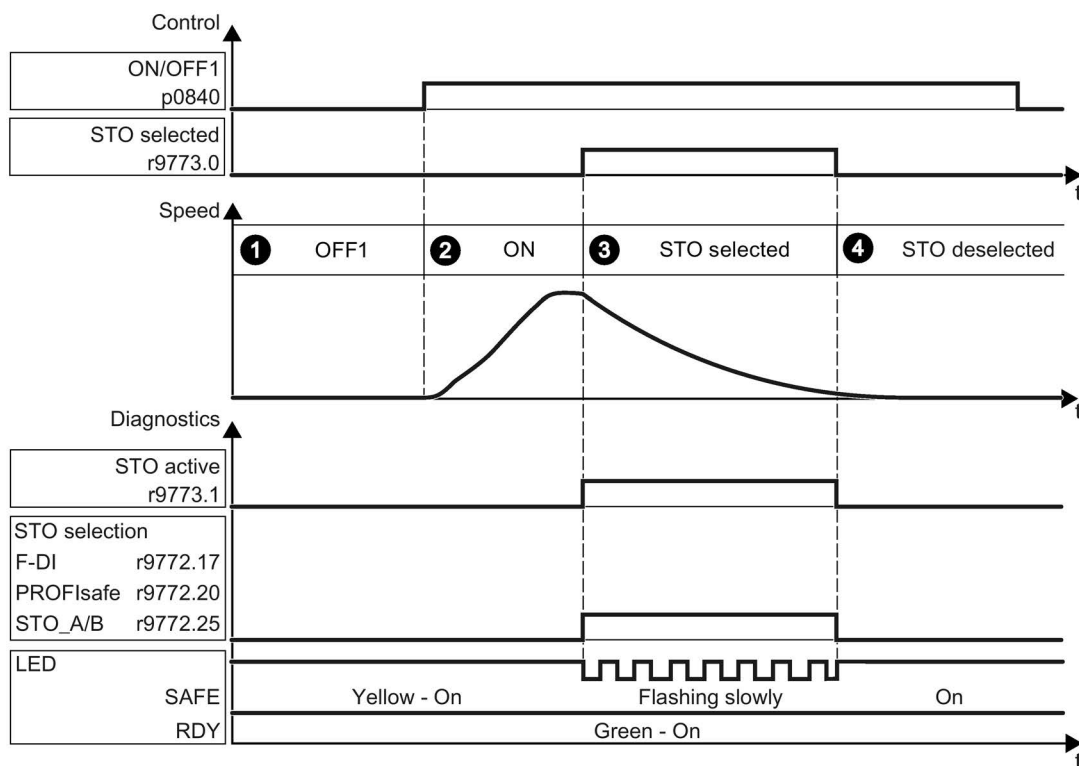 Control
ON/OFF1
p0840
STO selected
r9773.0
t
Speed
1 OFF1 2 ON 3 STO selected 4 STO deselected
t
Diagnostics
STO active
r9773.1
STO selection
F-DI r9772.17
PROFIsafe r9772.20
STO_A/B r9772.25
LED
SAFE Yellow - On Flashing slowly On
RDY Green - On
t